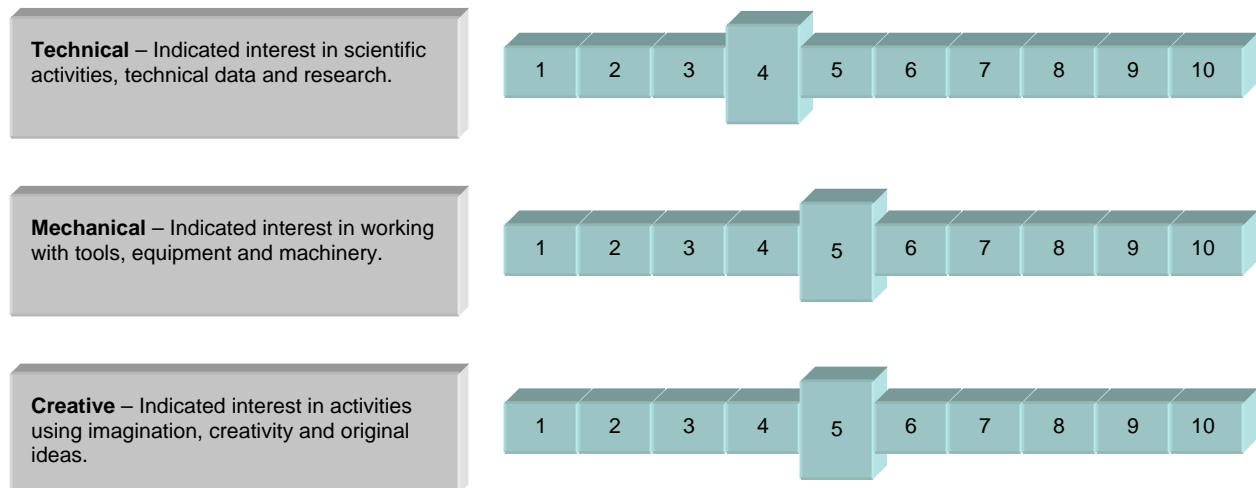 Technical – Indicated interest in scientific
activities, technical data and research.
1 2 3 4 5 6 7 8 9 10
Mechanical – Indicated interest in working
with tools, equipment and machinery.
1 2 3 4 5 6 7 8 9 10
Creative – Indicated interest in activities
using imagination, creativity and original
ideas.
1 2 3 4 5 6 7 8 9 10